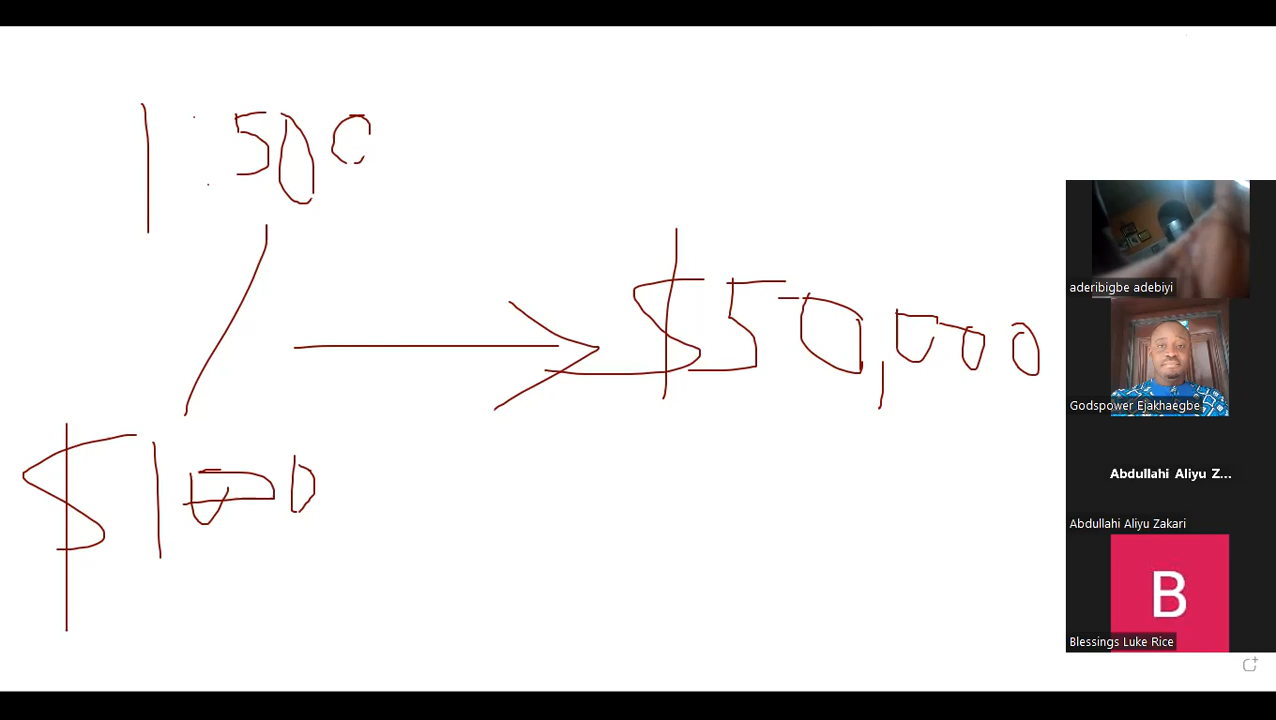 1 : 500
$50,000
$100
aderibigbe adebiyi
Godspower Ejakhaegbe
Abdullahi Aliyu Z...
Abdullahi Aliyu Zakari
B
Blessings Luke Rice